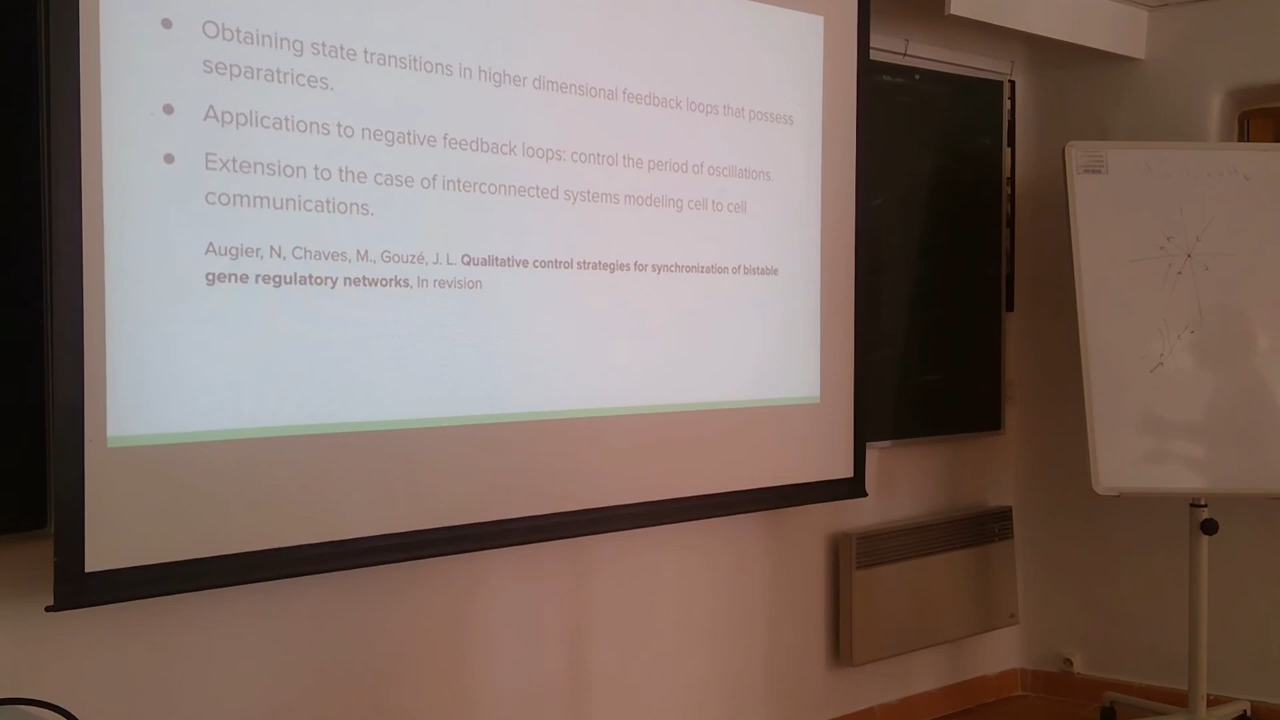 Obtaining state transitions in higher dimensional feedback loops that possess
separatrices.
Applications to negative feedback loops: control the period of oscillations.
Extension to the case of interconnected systems modeling cell to cell
communications.
Augier, N, Chaves, M., Gouzé, J. L. Qualitative control strategies for synchronization of bistable
gene regulatory networks, In revision